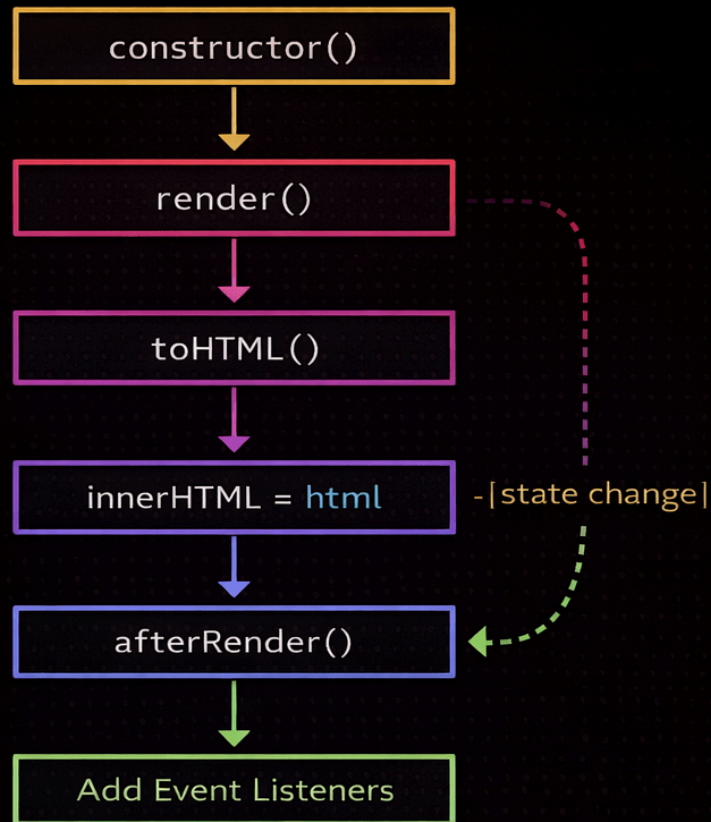 constructor()
render()
toHTML()
innerHTML = html
-[state change]
afterRender()
Add Event Listeners